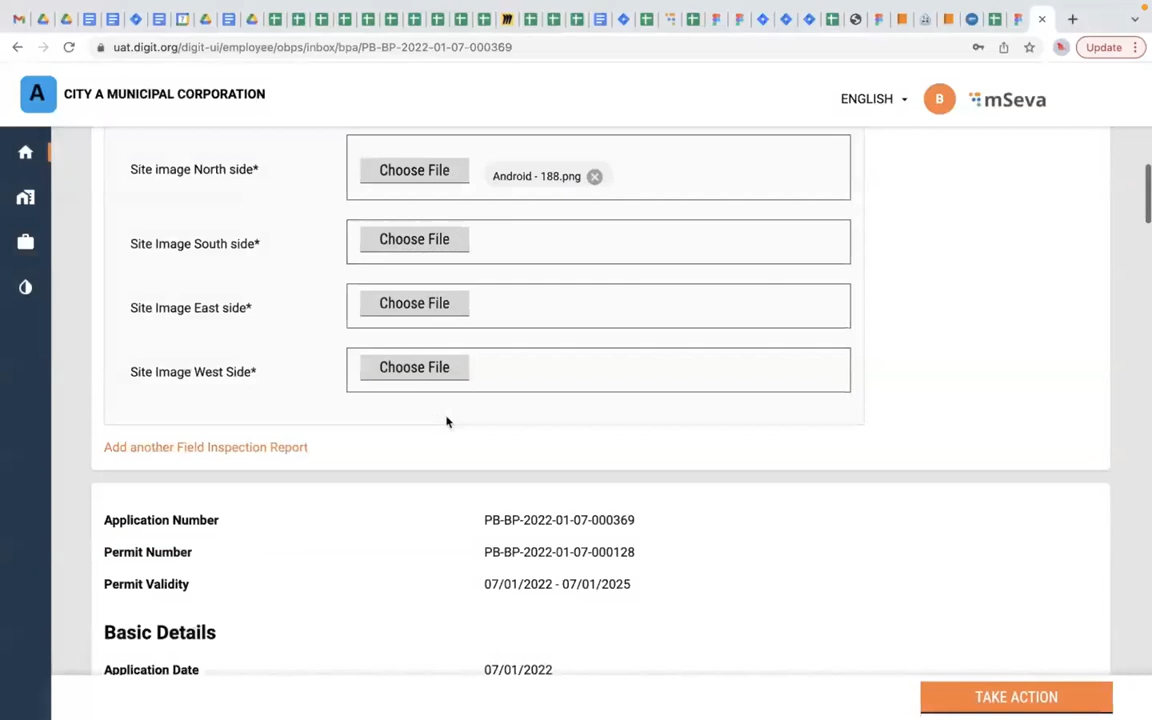 uat.digit.org/digit-ui/employee/obps/inbox/bpa/PB-BP-2022-01-07-000369
Update
A
CITY A MUNICIPAL CORPORATION
ENGLISH
B
mSeva
Site image North side*
Choose File
Android - 188.png
Site Image South side*
Choose File
Site Image East side*
Choose File
Site Image West Side*
Choose File
Add another Field Inspection Report
Application Number PB-BP-2022-01-07-000369
Permit Number PB-BP-2022-01-07-000128
Permit Validity 07/01/2022 - 07/01/2025
Basic Details
Application Date 07/01/2022
TAKE ACTION